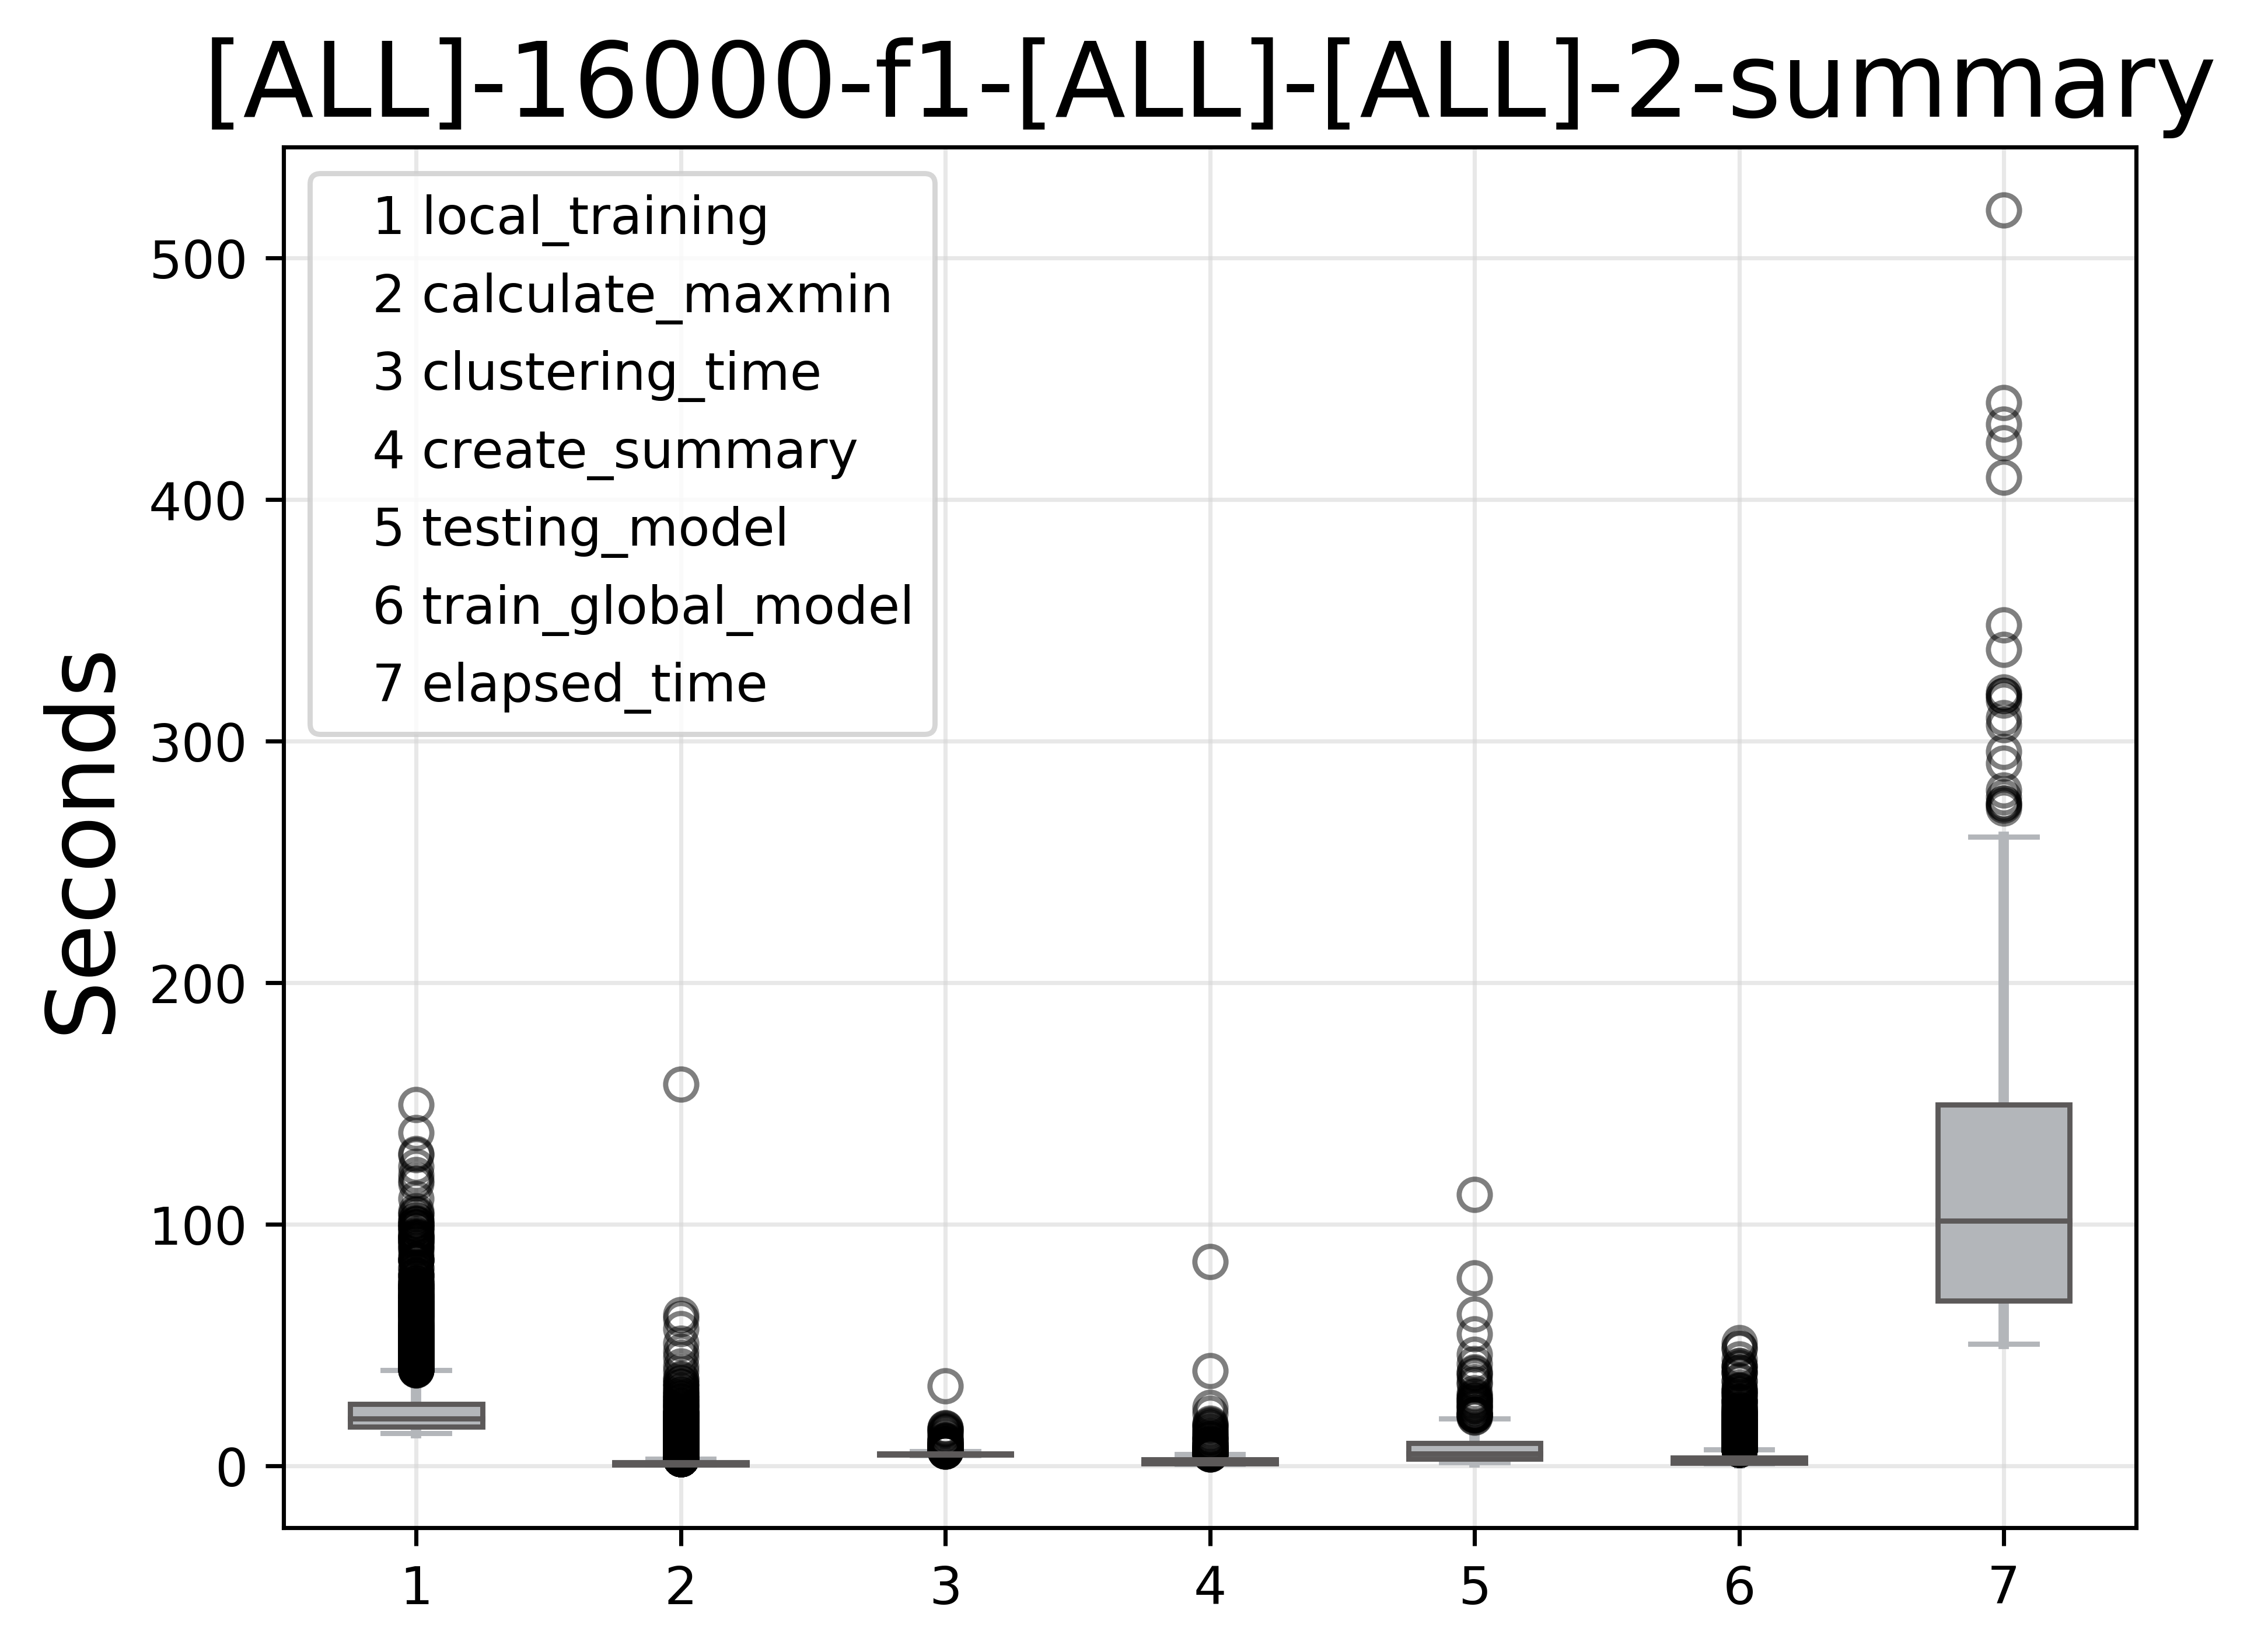 [ALL]-16000-f1-[ALL]-[ALL]-2-summary
1 local_training
2 calculate_maxmin
3 clustering_time
4 create_summary
5 testing_model
6 train_global_model
7 elapsed_time
Seconds
500
400
300
200
100
0
1 2 3 4 5 6 7